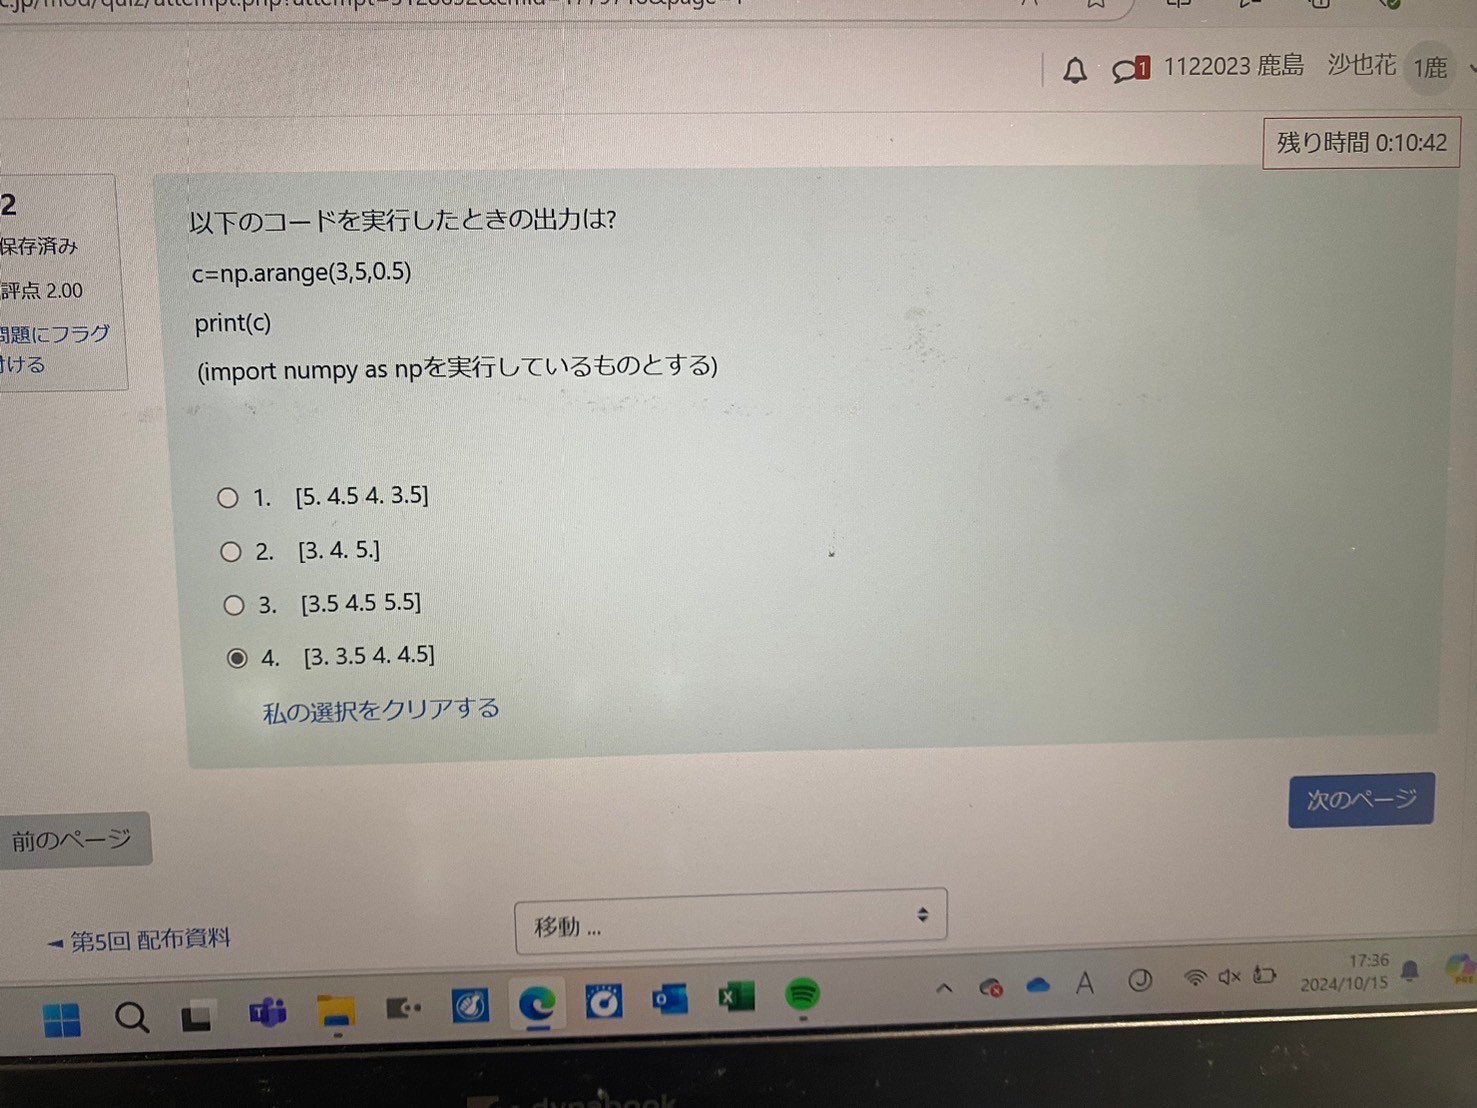 1
1122023 鹿島 沙也花
1鹿
残り時間 0:10:42
2
保存済み
評点 2.00
問題にフラグ
付ける
以下のコードを実行したときの出力は?
c=np.arange(3,5,0.5)
print(c)
(import numpy as npを実行しているものとする)
1. [5. 4.5 4. 3.5]
2. [3. 4. 5.]
3. [3.5 4.5 5.5]
4. [3. 3.5 4. 4.5]
私の選択をクリアする
次のページ
前のページ
移動 ...
◄ 第5回 配布資料
A
17:36
2024/10/15
dynabook